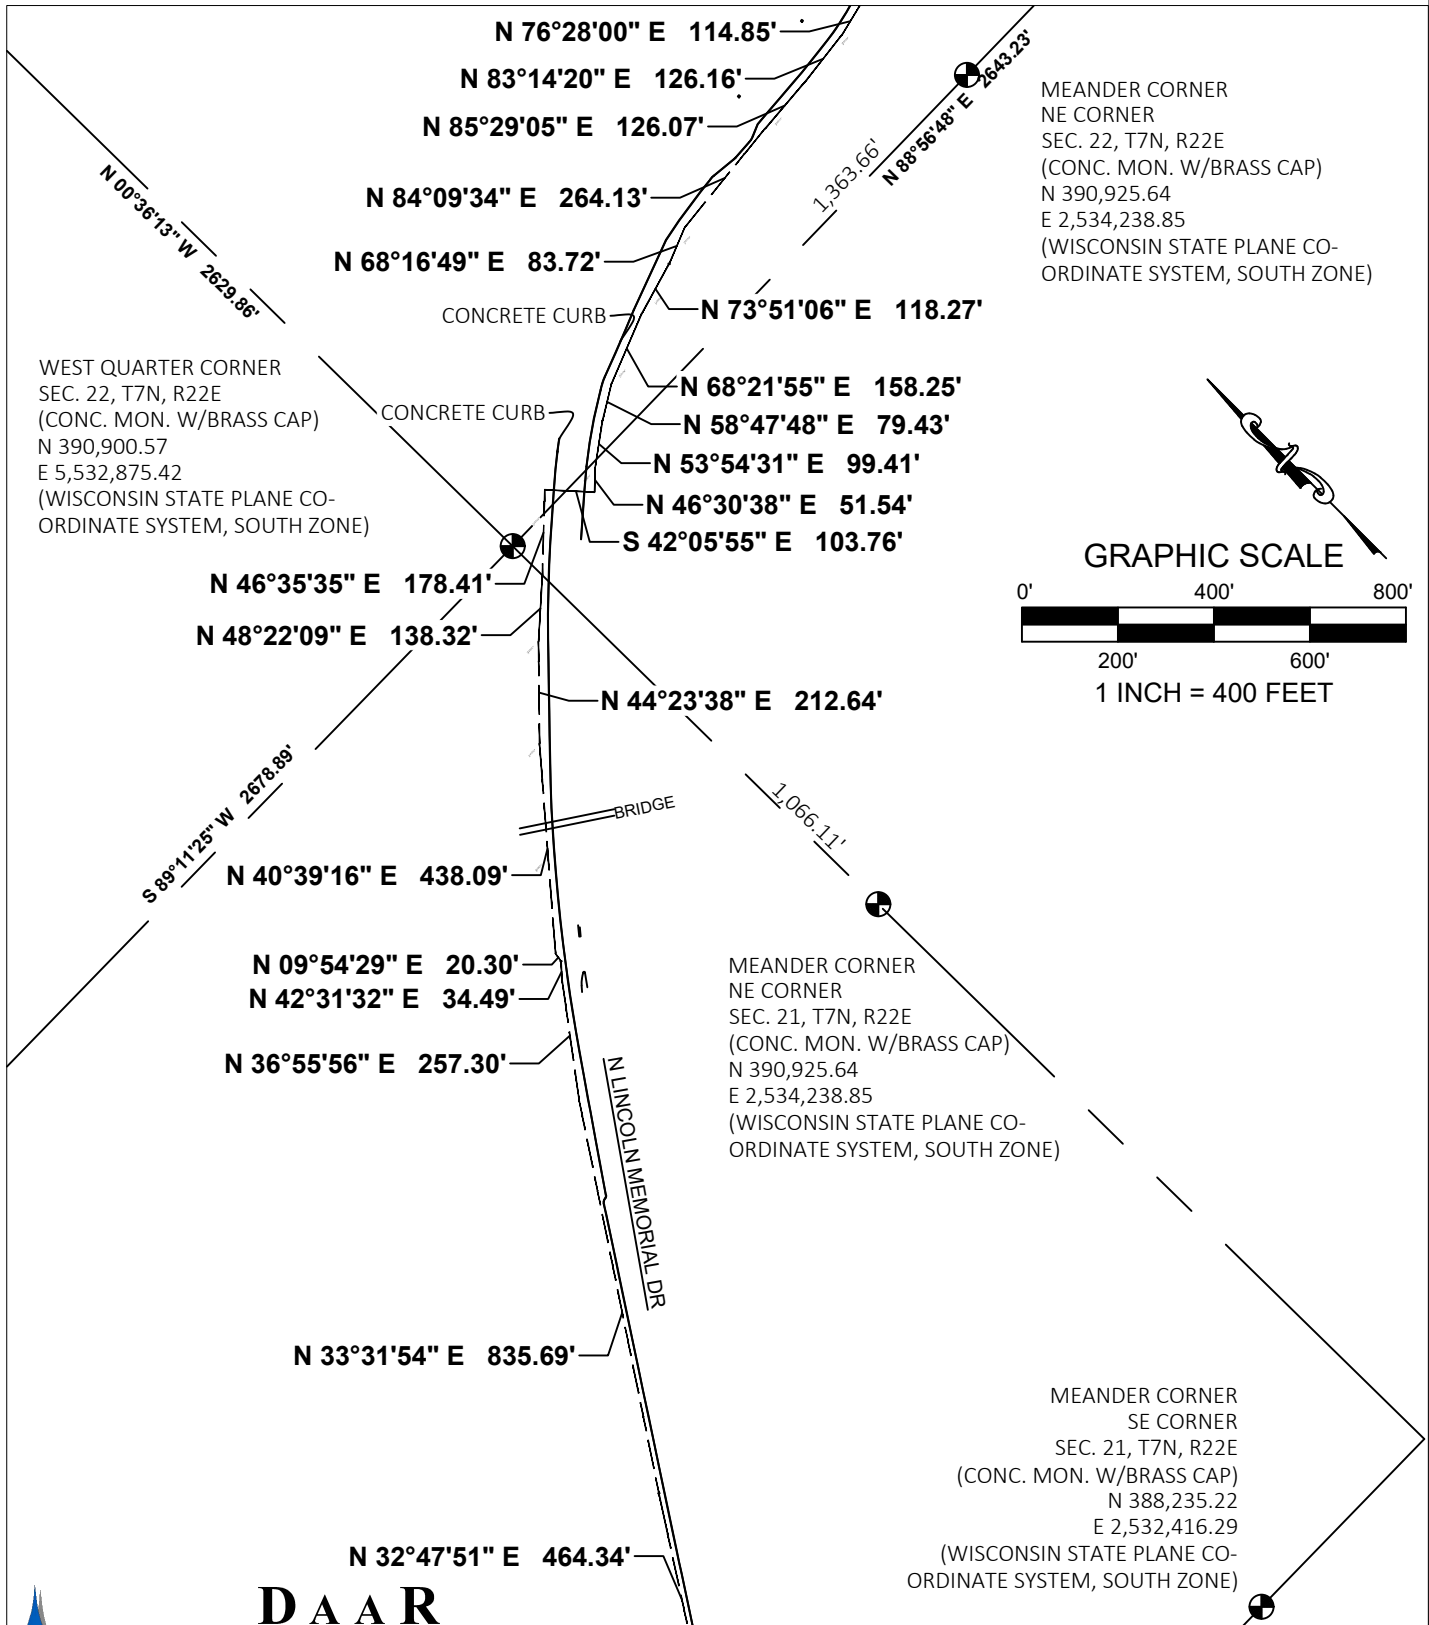 N 76°28'00" E 114.85'
N 83°14'20" E 126.16'
N 85°29'05" E 126.07'
N 84°09'34" E 264.13'
N 68°16'49" E 83.72'
N 88°56'48" E 2643.23'
1,363.66'
MEANDER CORNER
NE CORNER
SEC. 22, T7N, R22E
(CONC. MON. W/BRASS CAP)
N 390,925.64
E 2,534,238.85
(WISCONSIN STATE PLANE CO-
ORDINATE SYSTEM, SOUTH ZONE)
N 00°36'13" W 2629.86'
CONCRETE CURB
N 73°51'06" E 118.27'
WEST QUARTER CORNER
SEC. 22, T7N, R22E
(CONC. MON. W/BRASS CAP)
N 390,900.57
E 5,532,875.42
(WISCONSIN STATE PLANE CO-
ORDINATE SYSTEM, SOUTH ZONE)
CONCRETE CURB
N 68°21'55" E 158.25'
N 58°47'48" E 79.43'
N 53°54'31" E 99.41'
N 46°30'38" E 51.54'
S 42°05'55" E 103.76'
GRAPHIC SCALE
0' 400' 800'
200' 600'
1 INCH = 400 FEET
N 46°35'35" E 178.41'
N 48°22'09" E 138.32'
N 44°23'38" E 212.64'
S 89°11'25" W 2678.89'
BRIDGE
1,066.11'
N 40°39'16" E 438.09'
N 09°54'29" E 20.30'
N 42°31'32" E 34.49'
N 36°55'56" E 257.30'
MEANDER CORNER
NE CORNER
SEC. 21, T7N, R22E
(CONC. MON. W/BRASS CAP)
N 390,925.64
E 2,534,238.85
(WISCONSIN STATE PLANE CO-
ORDINATE SYSTEM, SOUTH ZONE)
N LINCOLN MEMORIAL DR
N 33°31'54" E 835.69'
MEANDER CORNER
SE CORNER
SEC. 21, T7N, R22E
(CONC. MON. W/BRASS CAP)
N 388,235.22
E 2,532,416.29
(WISCONSIN STATE PLANE CO-
ORDINATE SYSTEM, SOUTH ZONE)
N 32°47'51" E 464.34'
DAAR